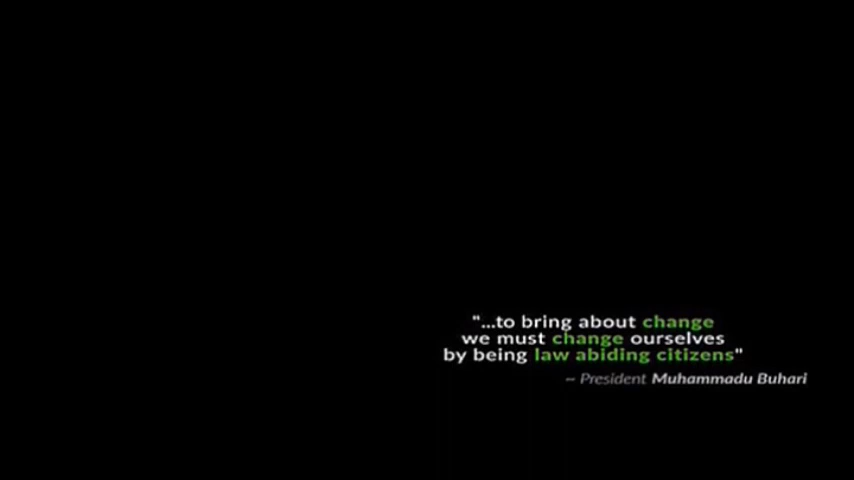 "...to bring about change
we must change ourselves
by being law abiding citizens"
~ President Muhammadu Buhari